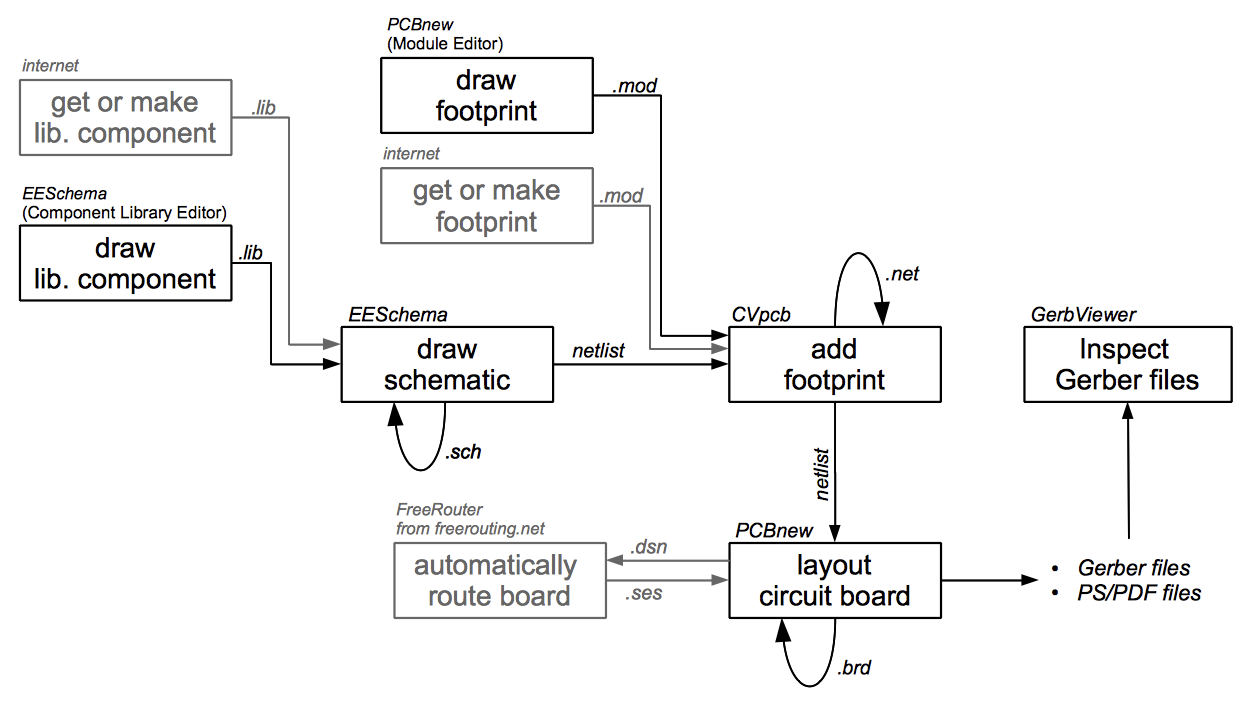 PCBnew
(Module Editor)
draw
footprint
.mod
internet
get or make
lib. component
.lib
internet
get or make
footprint
.mod
EESchema
(Component Library Editor)
draw
lib. component
.lib
EESchema
draw
schematic
.sch
netlist
CVpcb
add
footprint
.net
netlist
GerbViewer
Inspect
Gerber files
FreeRouter
from freerouting.net
automatically
route board
.dsn
.ses
PCBnew
layout
circuit board
.brd
• Gerber files
• PS/PDF files